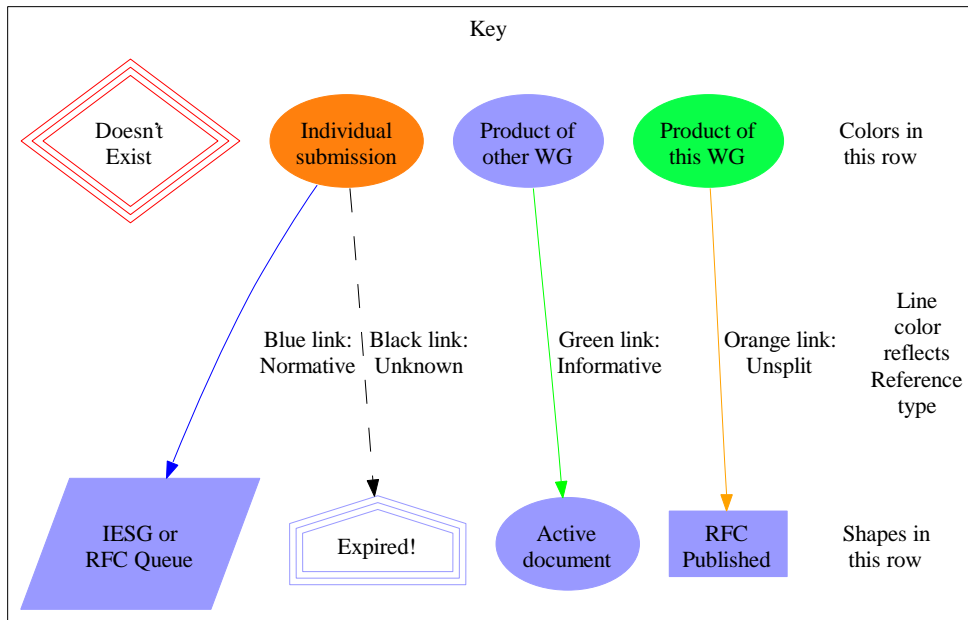 Key
Doesn't
Exist
Individual
submission
Product of
other WG
Product of
this WG
Colors in
this row
Blue link:
Normative
Black link:
Unknown
Green link:
Informative
Orange link:
Unsplit
Line
color
reflects
Reference
type
IESG or
RFC Queue
Expired!
Active
document
RFC
Published
Shapes in
this row